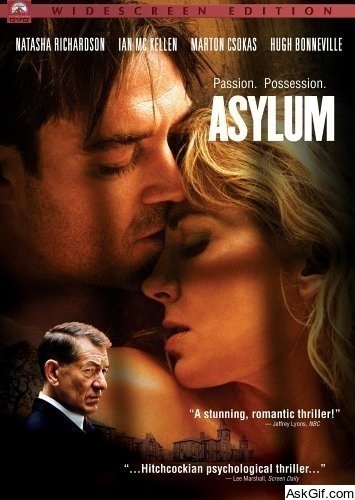 WIDESCREEN EDITION
DVD
NATASHA RICHARDSON IAN McKELLEN MARTON CSOKAS HUGH BONNEVILLE
Passion. Possession.
ASYLUM
"A stunning, romantic thriller!"
— Jeffrey Lyons, NBC
"...Hitchcockian psychological thriller..."
— Lee Marshall, Screen Daily
AskGif.com